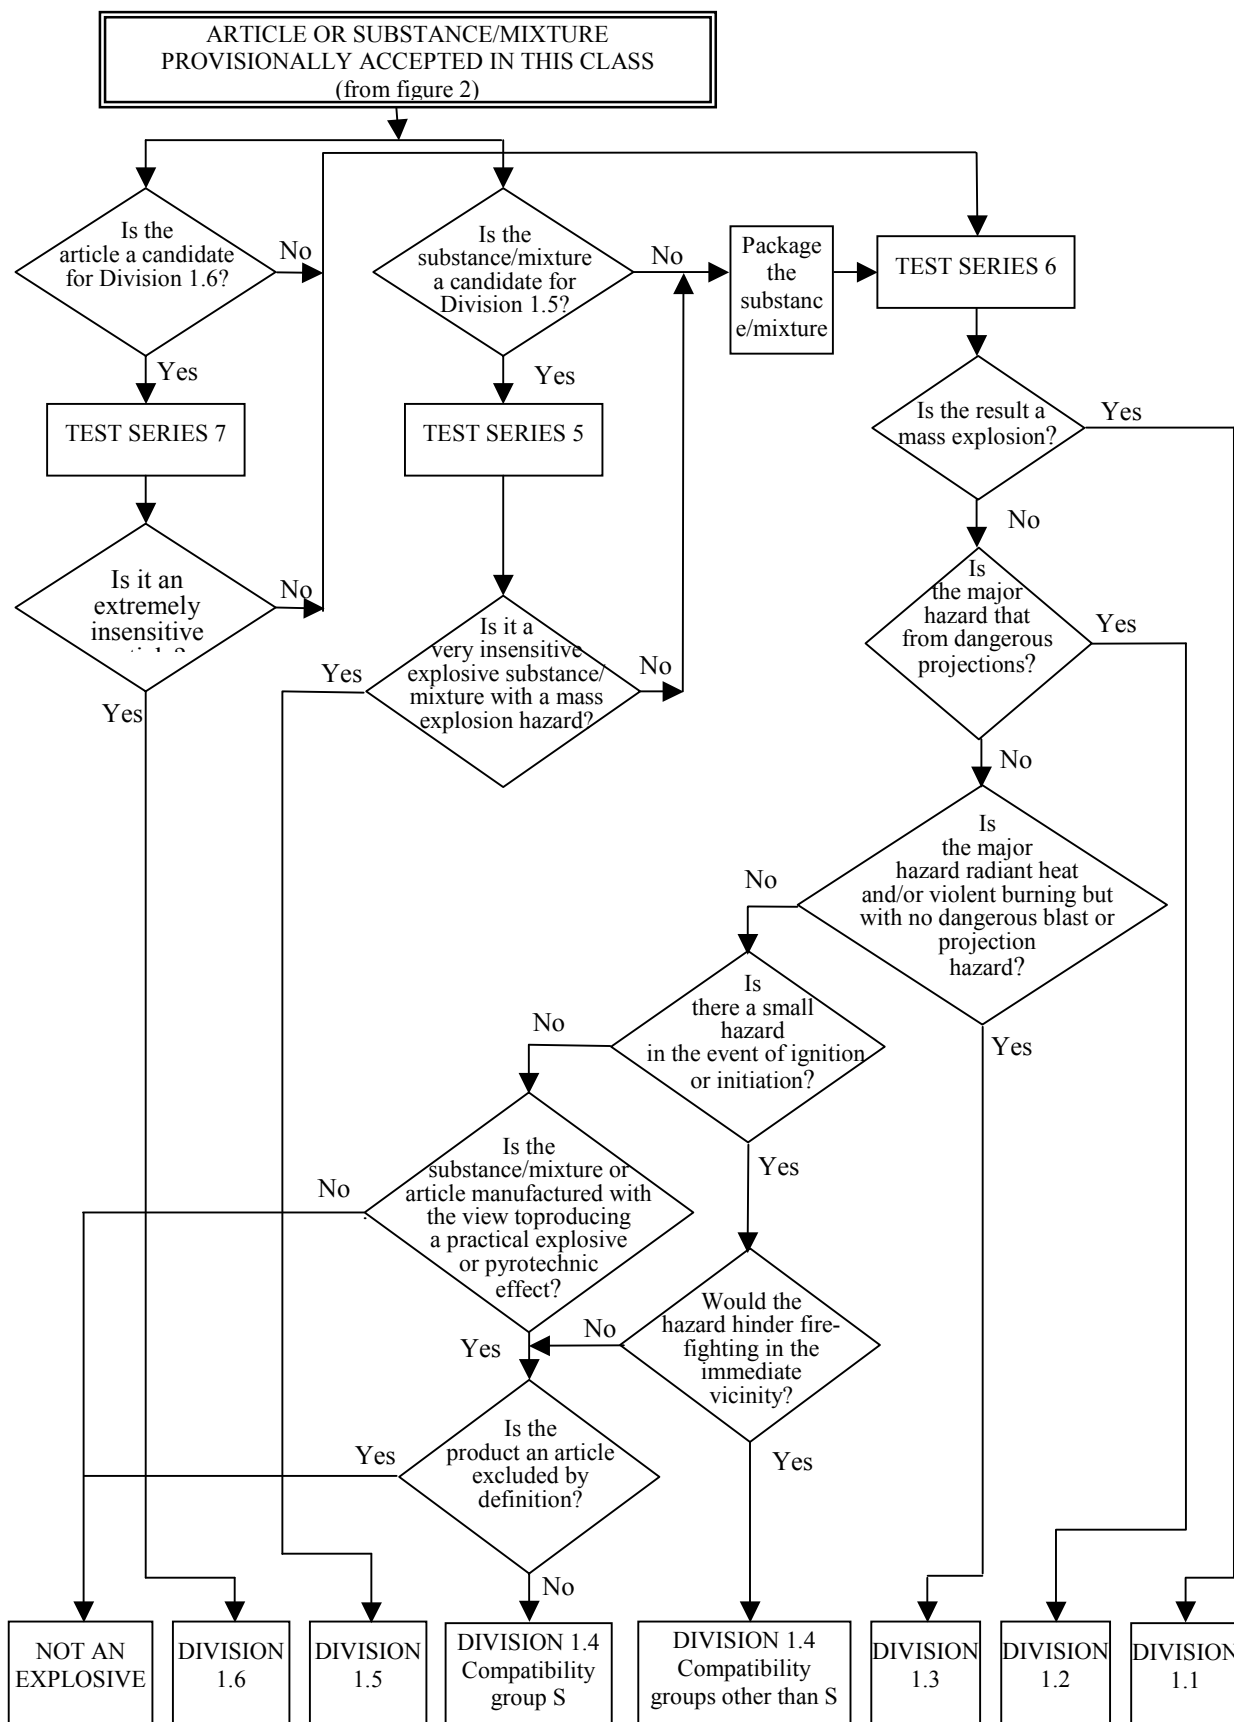 ARTICLE OR SUBSTANCE/MIXTURE
PROVISIONALLY ACCEPTED IN THIS CLASS
(from figure 2)
Is the
article a candidate
for Division 1.6?
No
Is the
substance/mixture
a candidate for
Division 1.5?
No
Package
the
substanc
e/mixture
TEST SERIES 6
Yes
Yes
TEST SERIES 7
TEST SERIES 5
Is the result a
mass explosion?
Yes
No
Is it an
extremely
insensitive
No
Is it a
very insensitive
explosive substance/
mixture with a mass
explosion hazard?
Yes
No
Is
the major
hazard that
from dangerous
projections?
Yes
Yes
No
Is
the major
hazard radiant heat
and/or violent burning but
with no dangerous blast or
projection
hazard?
No
Yes
Is
there a small
hazard
in the event of ignition
or initiation?
No
Yes
Is the
substance/mixture or
article manufactured with
the view toproducing
a practical explosive
or pyrotechnic
effect?
No
Yes
Would the
hazard hinder fire-
fighting in the
immediate
vicinity?
No
Yes
Is the
product an article
excluded by
definition?
Yes
No
NOT AN
EXPLOSIVE
DIVISION
1.6
DIVISION
1.5
DIVISION 1.4
Compatibility
group S
DIVISION 1.4
Compatibility
groups other than S
DIVISION
1.3
DIVISION
1.2
DIVISION
1.1